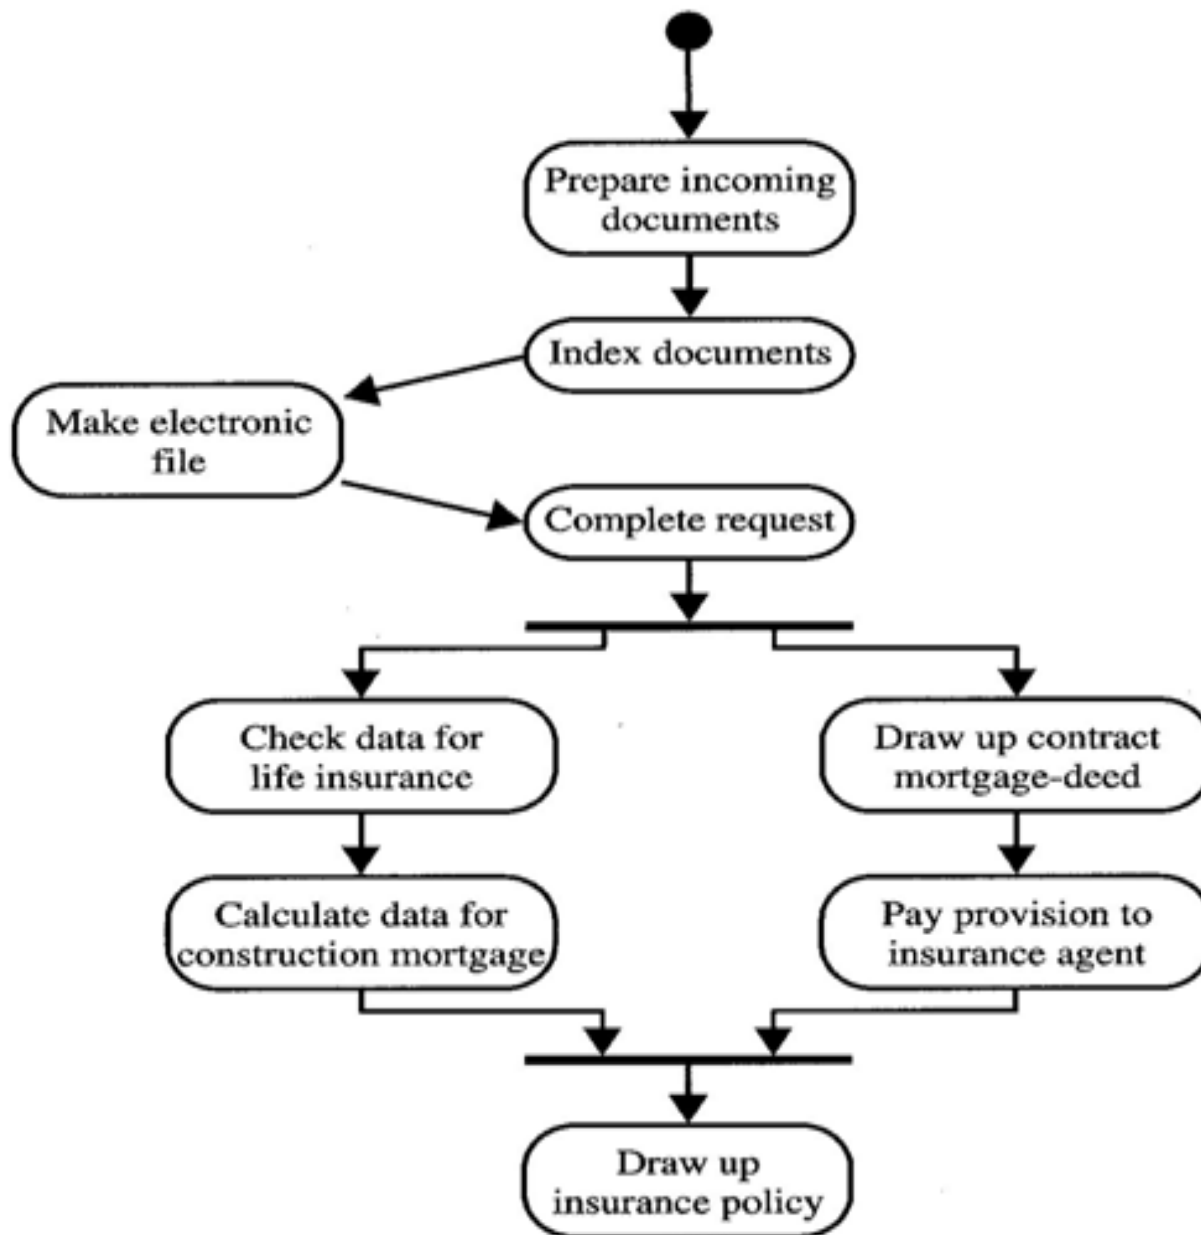 Prepare incoming
documents
Index documents
Make electronic
file
Complete request
Check data for
life insurance
Draw up contract
mortgage-deed
Calculate data for
construction mortgage
Pay provision to
insurance agent
Draw up
insurance policy